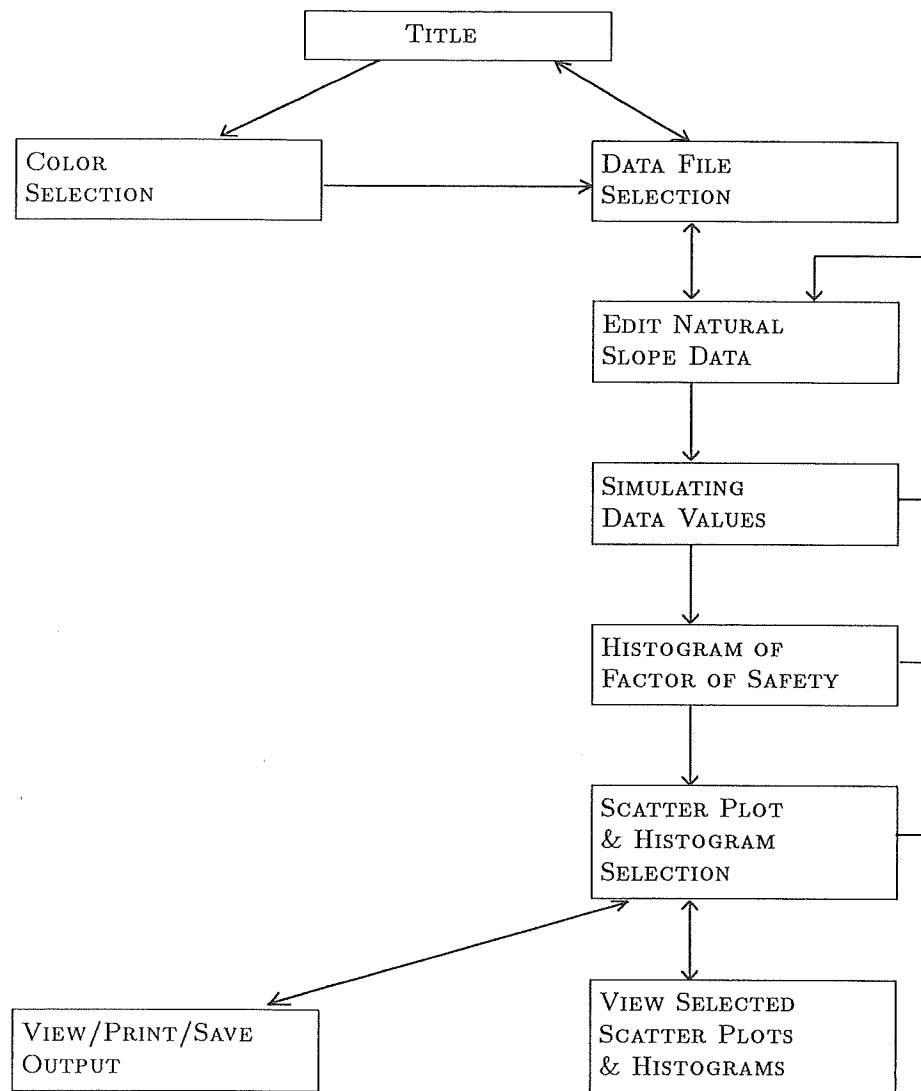 TITLE
COLOR
SELECTION
DATA FILE
SELECTION
EDIT NATURAL
SLOPE DATA
SIMULATING
DATA VALUES
HISTOGRAM OF
FACTOR OF SAFETY
SCATTER PLOT
& HISTOGRAM
SELECTION
VIEW/PRINT/SAVE
OUTPUT
VIEW SELECTED
SCATTER PLOTS
& HISTOGRAMS